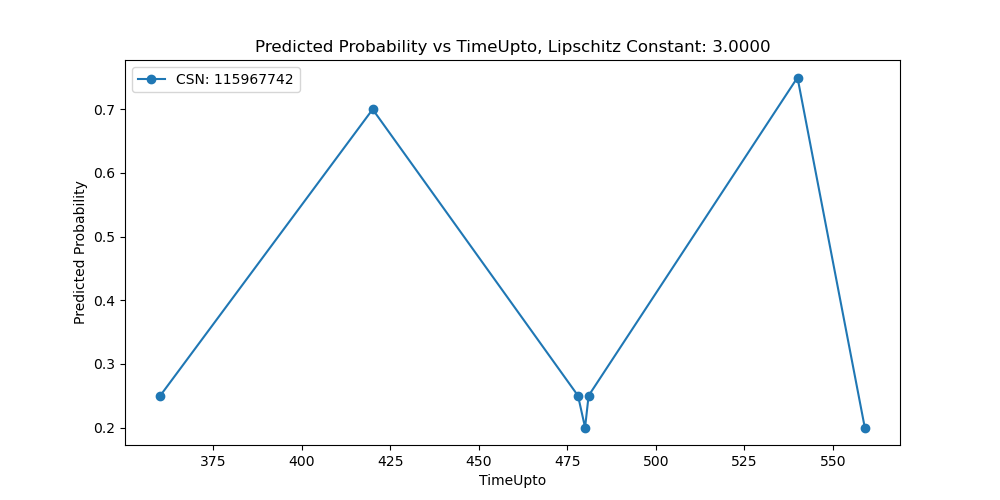 Predicted Probability vs TimeUpto, Lipschitz Constant: 3.0000
CSN: 115967742
Predicted Probability
0.7
0.6
0.5
0.4
0.3
0.2
375 400 425 450 475 500 525 550
TimeUpto